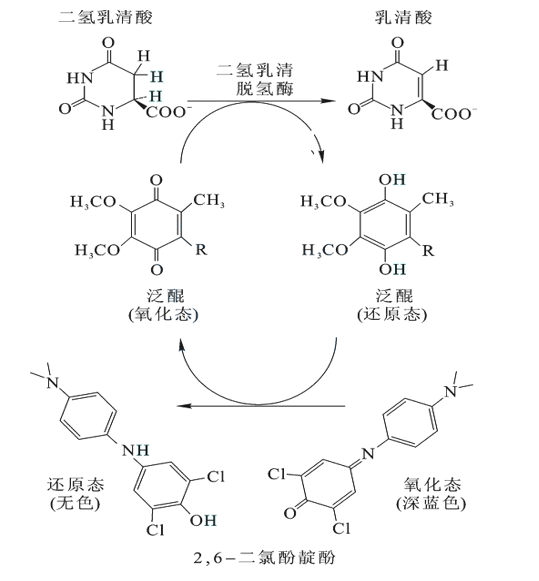 二氢乳清酸
乳清酸
O
H
H
H
HN
O
N
H
COO⁻
二氢乳清
脱氢酶
O
H
HN
O
N
H
COO⁻
O
H₃CO
CH₃
H₃CO
R
O
OH
H₃CO
CH₃
H₃CO
R
OH
泛醌
(氧化态)
泛醌
(还原态)
N
NH
Cl
OH
Cl
还原态
(无色)
N
N
Cl
O
Cl
氧化态
(深蓝色)
2,6-二氯酚靛酚